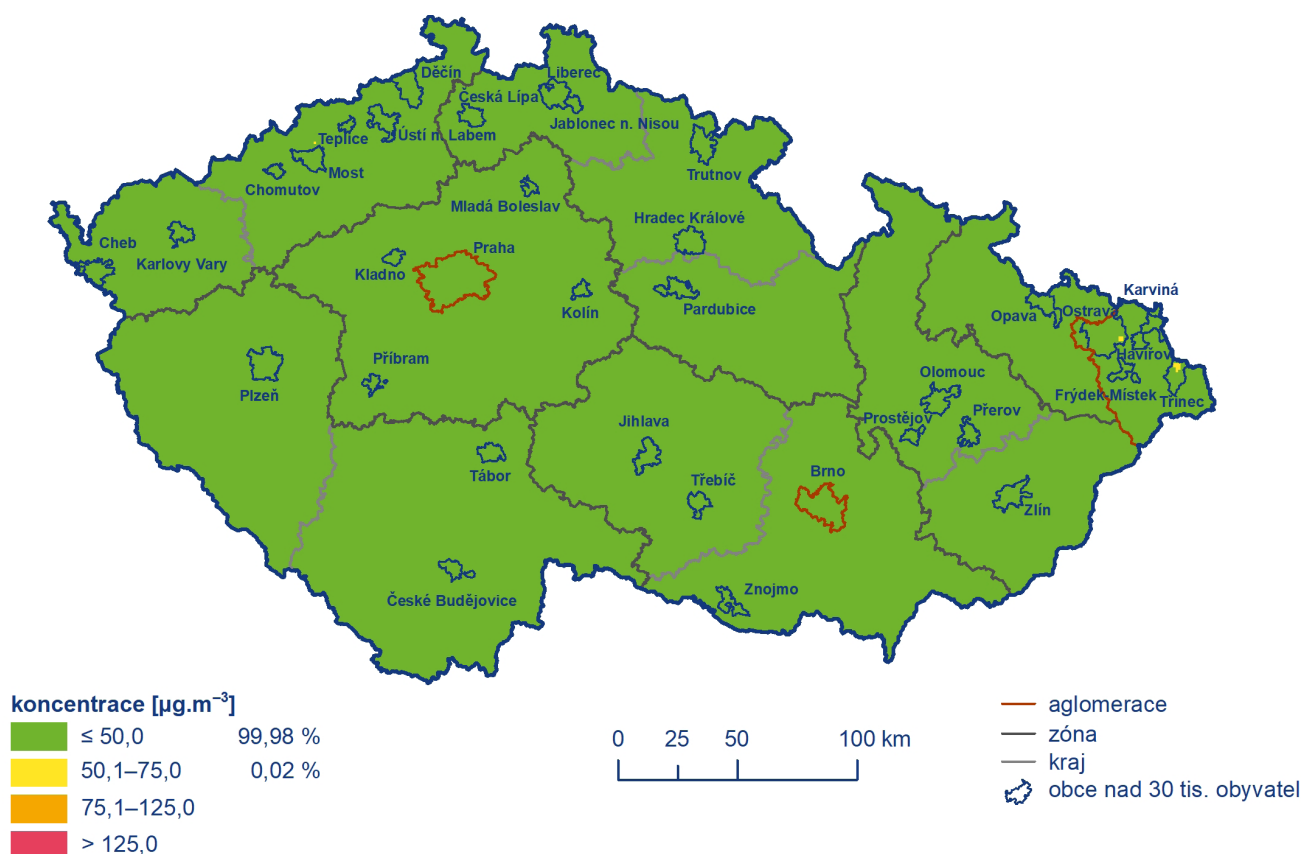 Děčín
Liberec
Česká Lípa
Jablonec n. Nisou
Teplice
Ústí n. Labem
Most
Chomutov
Trutnov
Mladá Boleslav
Hradec Králové
Cheb
Karlovy Vary
Kladno
Praha
Kolín
Pardubice
Karviná
Opava
Ostrava
Havířov
Příbram
Plzeň
Olomouc
Frýdek-Místek
Třinec
Prostějov
Přerov
Jihlava
Tábor
Třebíč
Brno
Zlín
České Budějovice
Znojmo
koncentrace [µg.m⁻³]
≤ 50,0 99,98 %
50,1–75,0 0,02 %
75,1–125,0
> 125,0
0 25 50 100 km
aglomerace
zóna
kraj
obce nad 30 tis. obyvatel